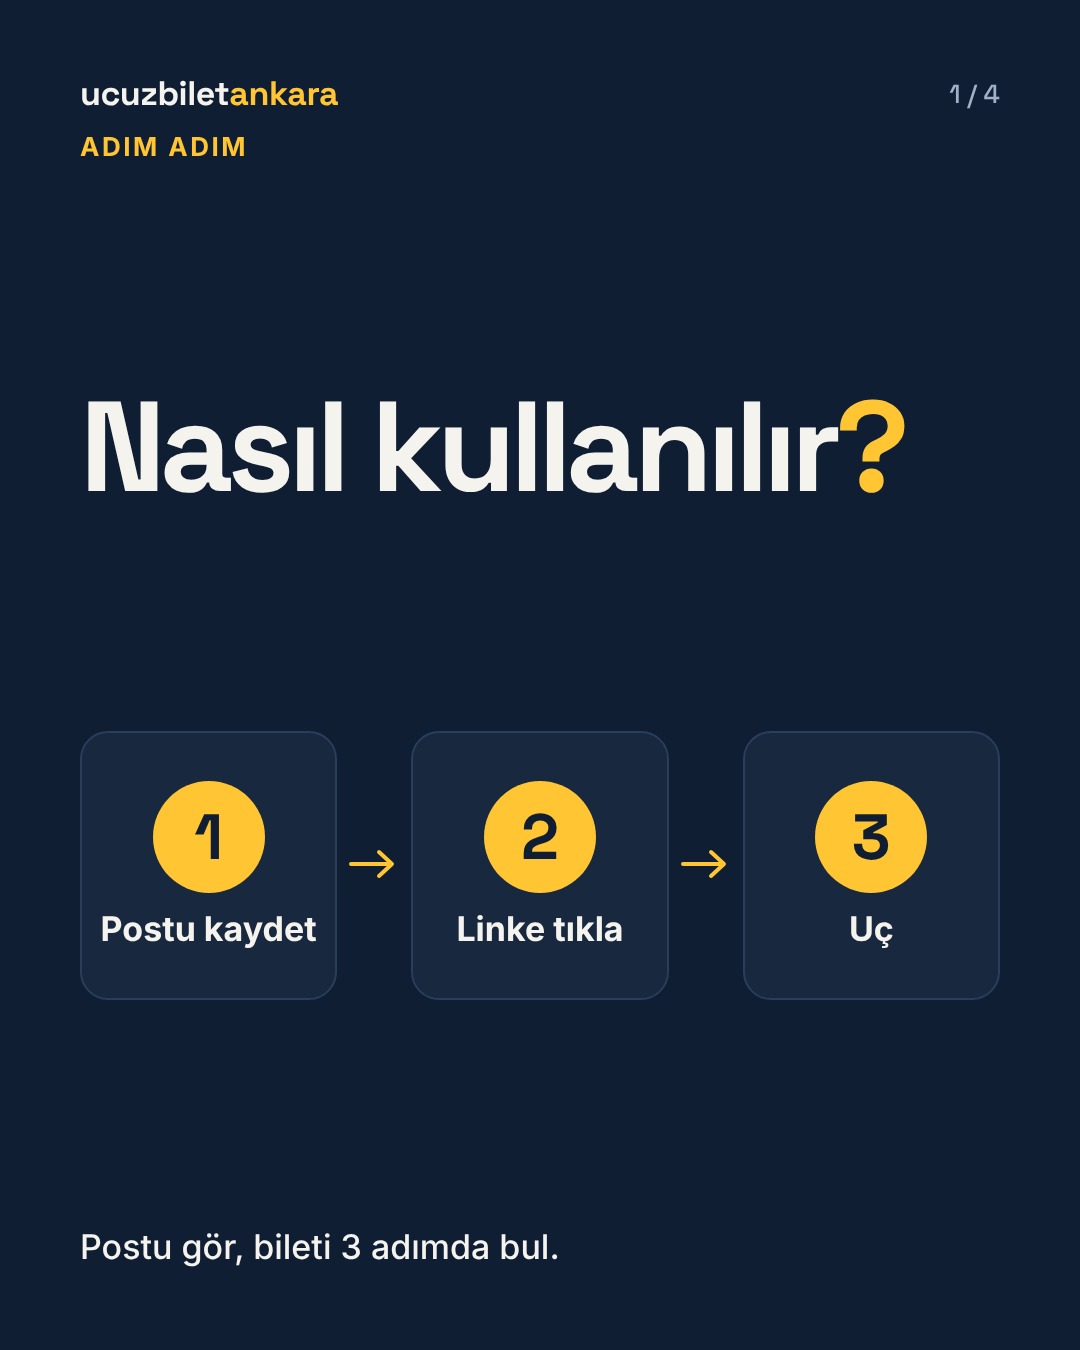 ucuzbiletankara
1 / 4
ADIM ADIM
Nasıl kullanılır?
1
Postu kaydet
→
2
Linke tıkla
→
3
Uç
Postu gör, bileti 3 adımda bul.